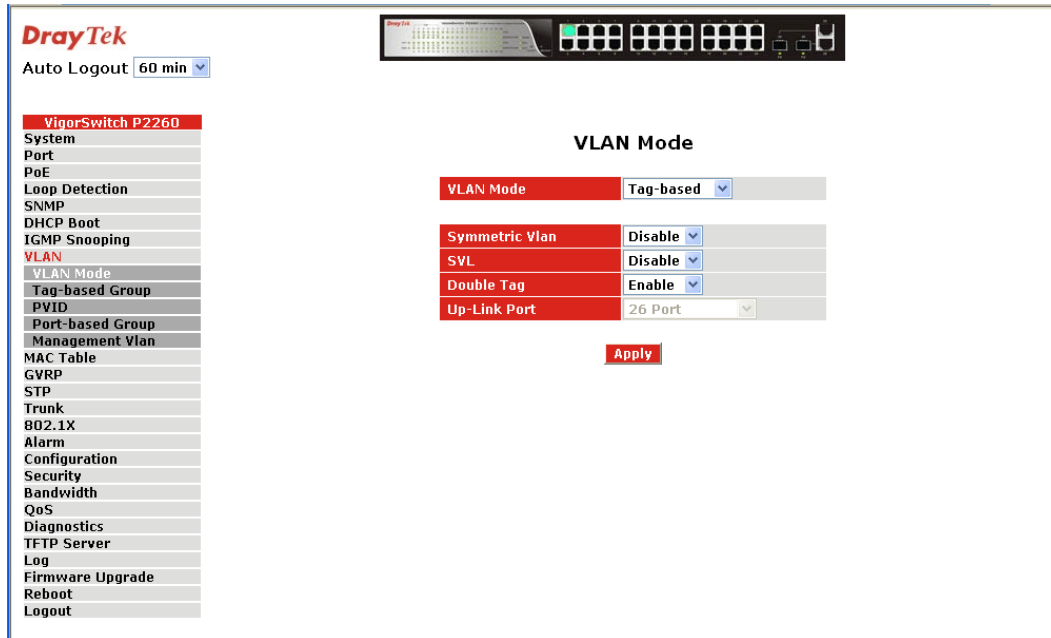 DrayTek
Auto Logout 60 min
VigorSwitch P2260
System
Port
PoE
Loop Detection
SNMP
DHCP Boot
IGMP Snooping
VLAN
VLAN Mode
Tag-based Group
PVID
Port-based Group
Management Vlan
MAC Table
GVRP
STP
Trunk
802.1X
Alarm
Configuration
Security
Bandwidth
QoS
Diagnostics
TFTP Server
Log
Firmware Upgrade
Reboot
Logout
VLAN Mode
VLAN Mode Tag-based
Symmetric Vlan Disable
SVL Disable
Double Tag Enable
Up-Link Port 26 Port
Apply